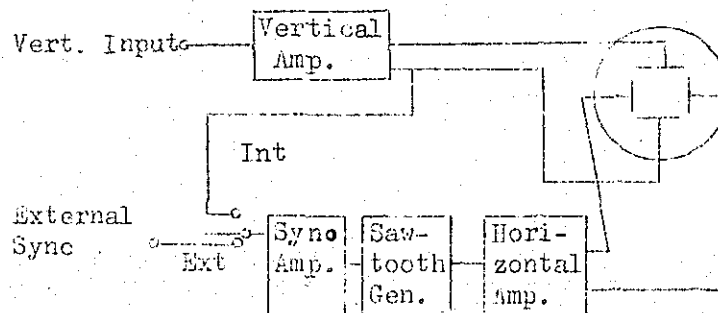 Vert. Input
Vertical
Amp.
Int
External
Sync
Ext
Sync
Amp.
Saw-
tooth
Gen.
Hori-
zontal
Amp.